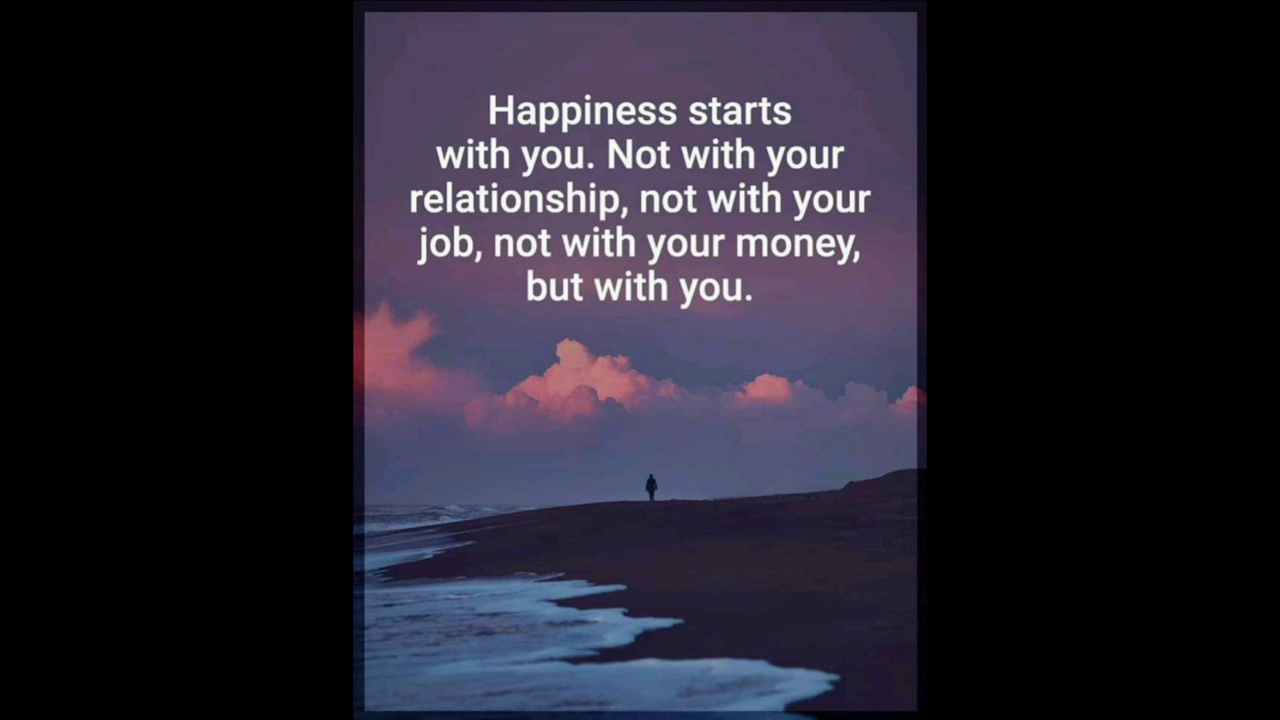 Happiness starts
with you. Not with your
relationship, not with your
job, not with your money,
but with you.